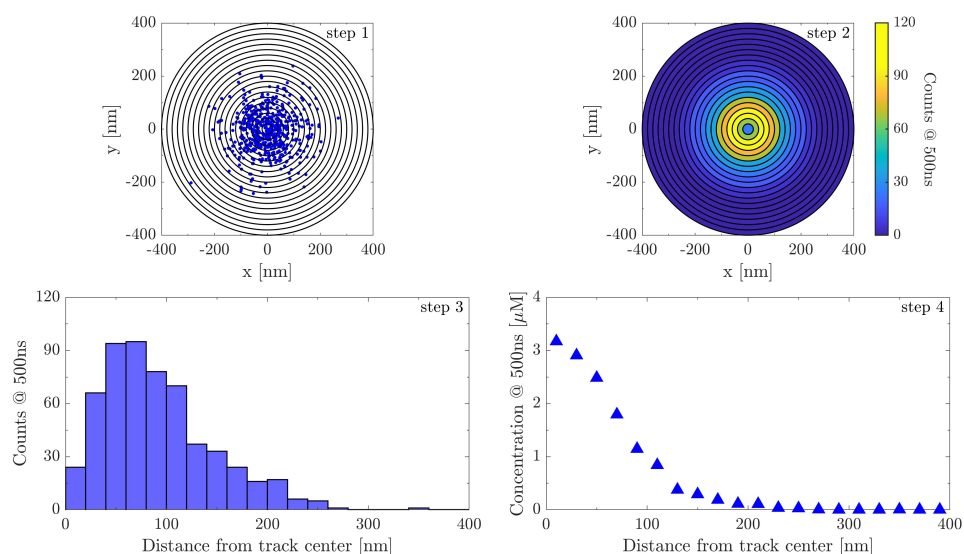 400
200
0
-200
-400
y [nm]
step 1
-400 -200 0 200 400
x [nm]
400
200
0
-200
-400
y [nm]
step 2
-400 -200 0 200 400
x [nm]
120
90
60
30
0
Counts @ 500ns
120
90
60
30
0
Counts @ 500ns
step 3
0 100 200 300 400
Distance from track center [nm]
4
3
2
1
0
Concentration @ 500ns [μM]
step 4
0 100 200 300 400
Distance from track center [nm]